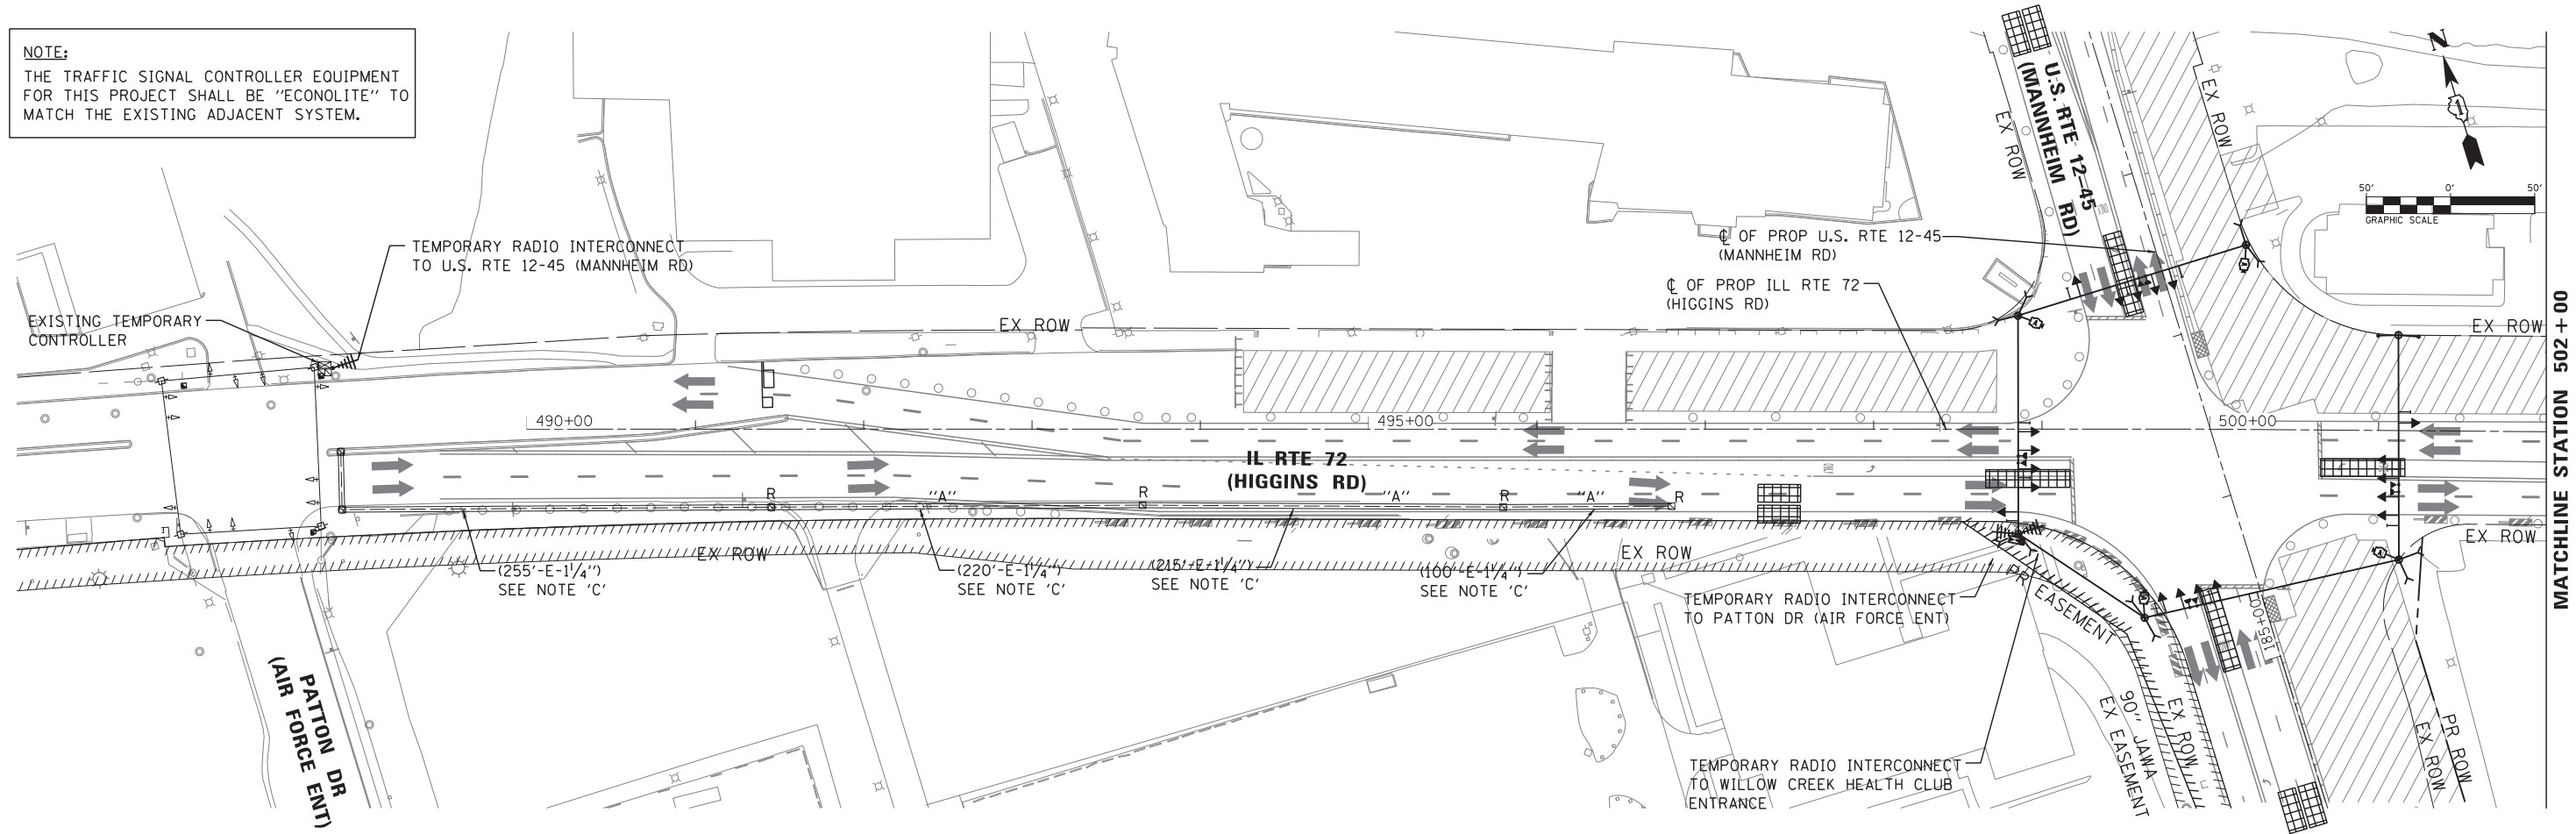 NOTE:
THE TRAFFIC SIGNAL CONTROLLER EQUIPMENT
FOR THIS PROJECT SHALL BE "ECONOLITE" TO
MATCH THE EXISTING ADJACENT SYSTEM.
TEMPORARY RADIO INTERCONNECT
TO U.S. RTE 12-45 (MANNHEIM RD)
EXISTING TEMPORARY
CONTROLLER
EX ROW
EX ROW
U.S. RTE 12-45
(MANNHEIM RD)
EX ROW
N
1
50'
0'
50'
GRAPHIC SCALE
℄ OF PROP U.S. RTE 12-45
(MANNHEIM RD)
℄ OF PROP ILL RTE 72
(HIGGINS RD)
EX ROW
MATCHLINE STATION 502+00
490+00
495+00
500+00
IL RTE 72
(HIGGINS RD)
R
"A"
R
"A"
R
"A"
R
EX ROW
EX ROW
EX ROW
(255'-E-1¼")
SEE NOTE 'C'
(220'-E-1¼")
SEE NOTE 'C'
(215'-E-1¼")
SEE NOTE 'C'
(100'-E-1¼")
SEE NOTE 'C'
PR EASEMENT
TEMPORARY RADIO INTERCONNECT
TO PATTON DR (AIR FORCE ENT)
185+00
PATTON DR
(AIR FORCE ENT)
TEMPORARY RADIO INTERCONNECT
TO WILLOW CREEK HEALTH CLUB
ENTRANCE
EX ROW
90" JAWA
EX EASEMENT
PR ROW
EX ROW